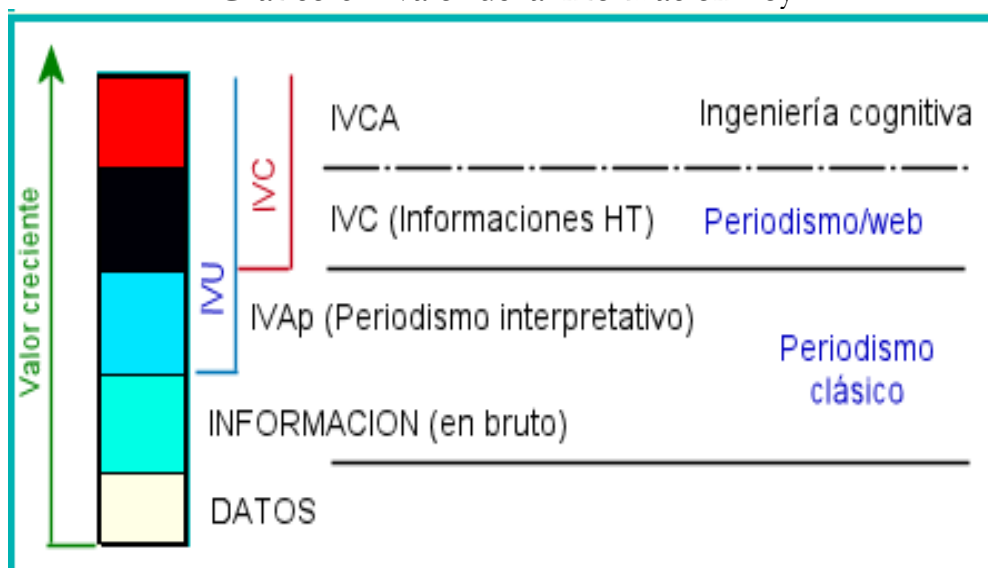 Valor creciente
IVU
IVC
IVCA
Ingeniería cognitiva
IVC (Informaciones HT)
Periodismo/web
IVAp (Periodismo interpretativo)
Periodismo
clásico
INFORMACION (en bruto)
DATOS